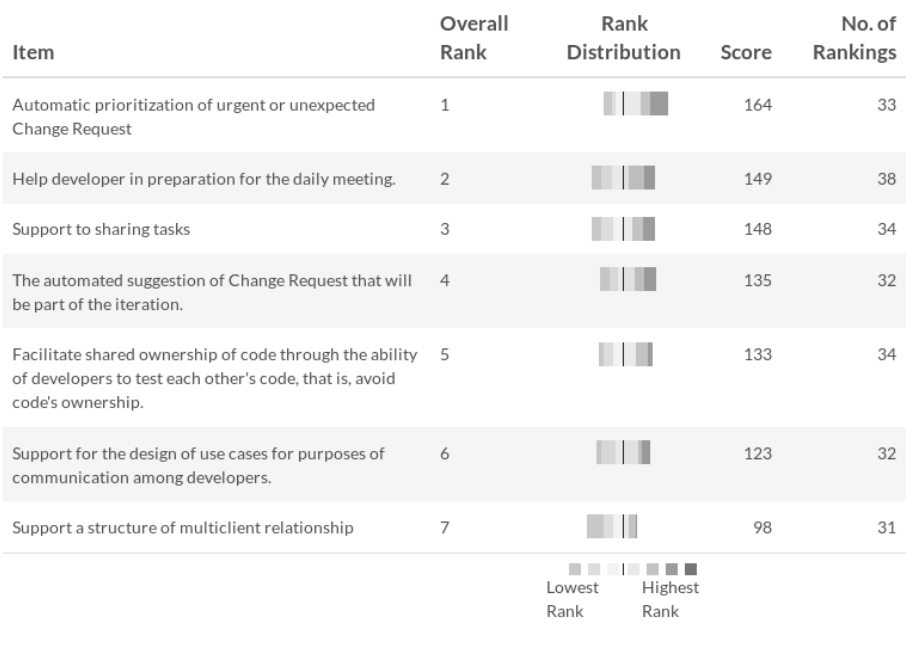 Item Overall Rank Rank Distribution Score No. of Rankings
Automatic prioritization of urgent or unexpected 1 164 33
Change Request
Help developer in preparation for the daily meeting. 2 149 38
Support to sharing tasks 3 148 34
The automated suggestion of Change Request that will 4 135 32
be part of the iteration.
Facilitate shared ownership of code through the ability 5 133 34
of developers to test each other's code, that is, avoid
code's ownership.
Support for the design of use cases for purposes of 6 123 32
communication among developers.
Support a structure of multiclient relationship 7 98 31
Lowest Highest
Rank Rank